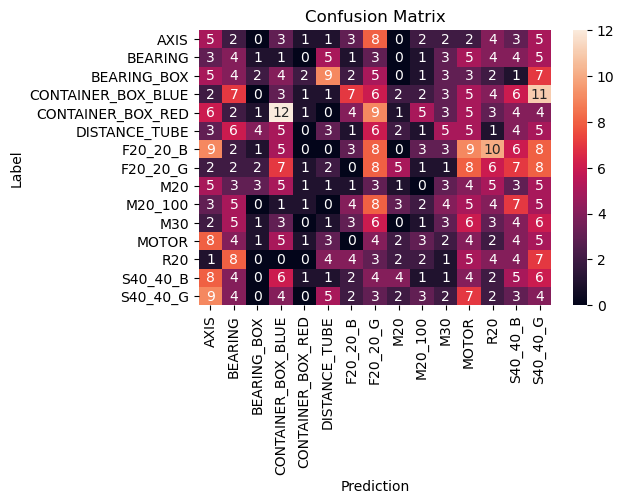 Confusion Matrix
AXIS 5 2 0 3 1 1 3 8 0 2 2 2 4 3 5
BEARING 3 4 1 1 0 5 1 3 0 1 3 5 4 4 5
BEARING_BOX 5 4 2 4 2 9 2 5 0 1 3 3 2 1 7
CONTAINER_BOX_BLUE 2 7 0 3 1 1 7 6 2 2 3 5 4 6 11
CONTAINER_BOX_RED 6 2 1 12 1 0 4 9 1 5 3 5 3 4 4
DISTANCE_TUBE 3 6 4 5 0 3 1 6 2 1 5 5 1 4 5
F20_20_B 9 2 1 5 0 0 3 8 0 3 3 9 10 6 8
F20_20_G 2 2 2 7 1 2 0 8 5 1 1 8 6 7 8
M20 5 3 3 5 1 1 1 3 1 0 3 4 5 3 5
M20_100 3 5 0 1 1 0 4 8 3 2 4 5 4 7 5
M30 2 5 1 3 0 1 3 6 0 1 3 6 3 4 6
MOTOR 8 4 1 5 1 3 0 4 2 3 2 4 2 4 5
R20 1 8 0 0 0 4 4 3 2 2 1 5 4 4 7
S40_40_B 8 4 0 6 1 1 2 4 4 1 1 4 2 5 6
S40_40_G 9 4 0 4 0 5 2 3 2 3 2 7 2 3 4
Label
AXIS
BEARING
BEARING_BOX
CONTAINER_BOX_BLUE
CONTAINER_BOX_RED
DISTANCE_TUBE
F20_20_B
F20_20_G
M20
M20_100
M30
MOTOR
R20
S40_40_B
S40_40_G
Prediction
12
10
8
6
4
2
0